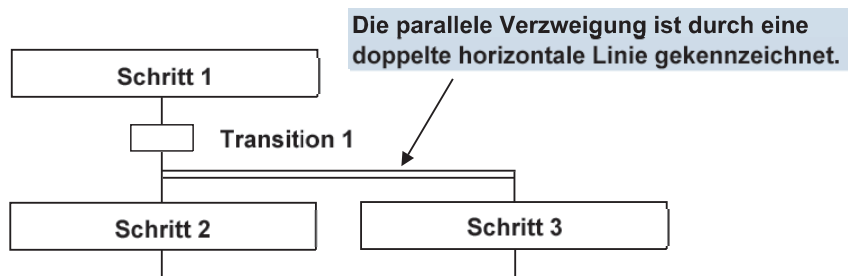 Die parallele Verzweigung ist durch eine
doppelte horizontale Linie gekennzeichnet.
Schritt 1
Transition 1
Schritt 2
Schritt 3